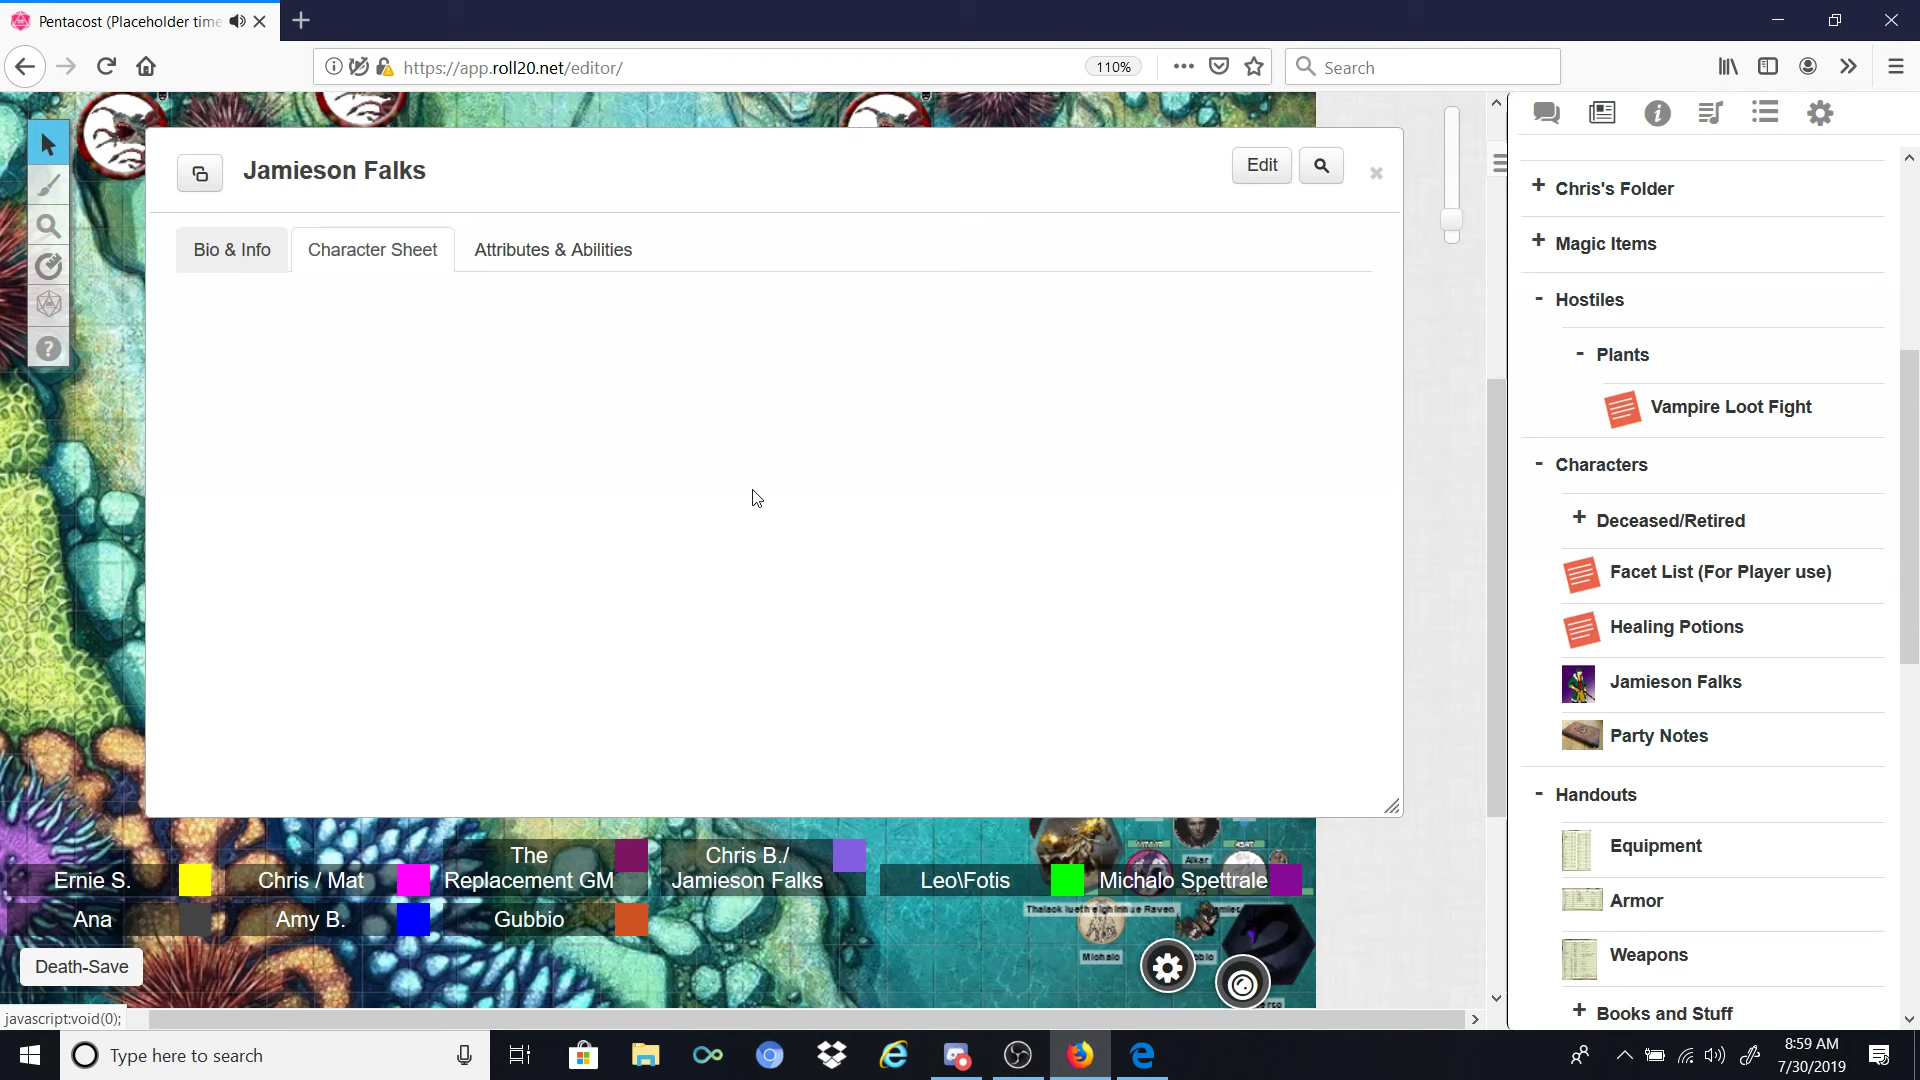 Pentacost (Placeholder time
https://app.roll20.net/editor/
110%
Search
Jamieson Falks
Edit
Bio & Info
Character Sheet
Attributes & Abilities
Chris's Folder
Magic Items
Hostiles
Plants
Vampire Loot Fight
Characters
Deceased/Retired
Facet List (For Player use)
Healing Potions
Jamieson Falks
Party Notes
Handouts
Equipment
Armor
Weapons
Books and Stuff
Ernie S.
Chris / Mat
The
Replacement GM
Chris B./
Jamieson Falks
Leo\Fotis
Michalo Spettrale
Ana
Amy B.
Gubbio
Alkar
Michalo
Death-Save
javascript:void(0);
Type here to search
8:59 AM
7/30/2019